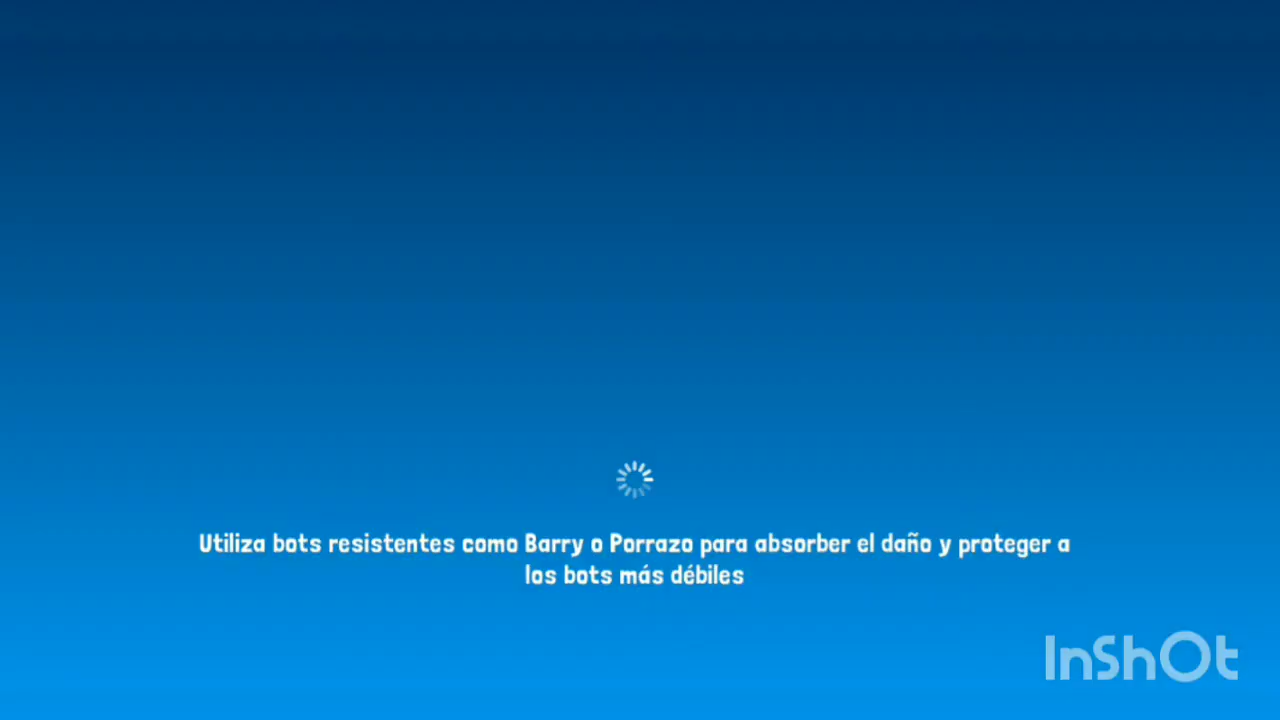 Utiliza bots resistentes como Barry o Porrazo para absorber el daño y proteger a
los bots más débiles
InShOt